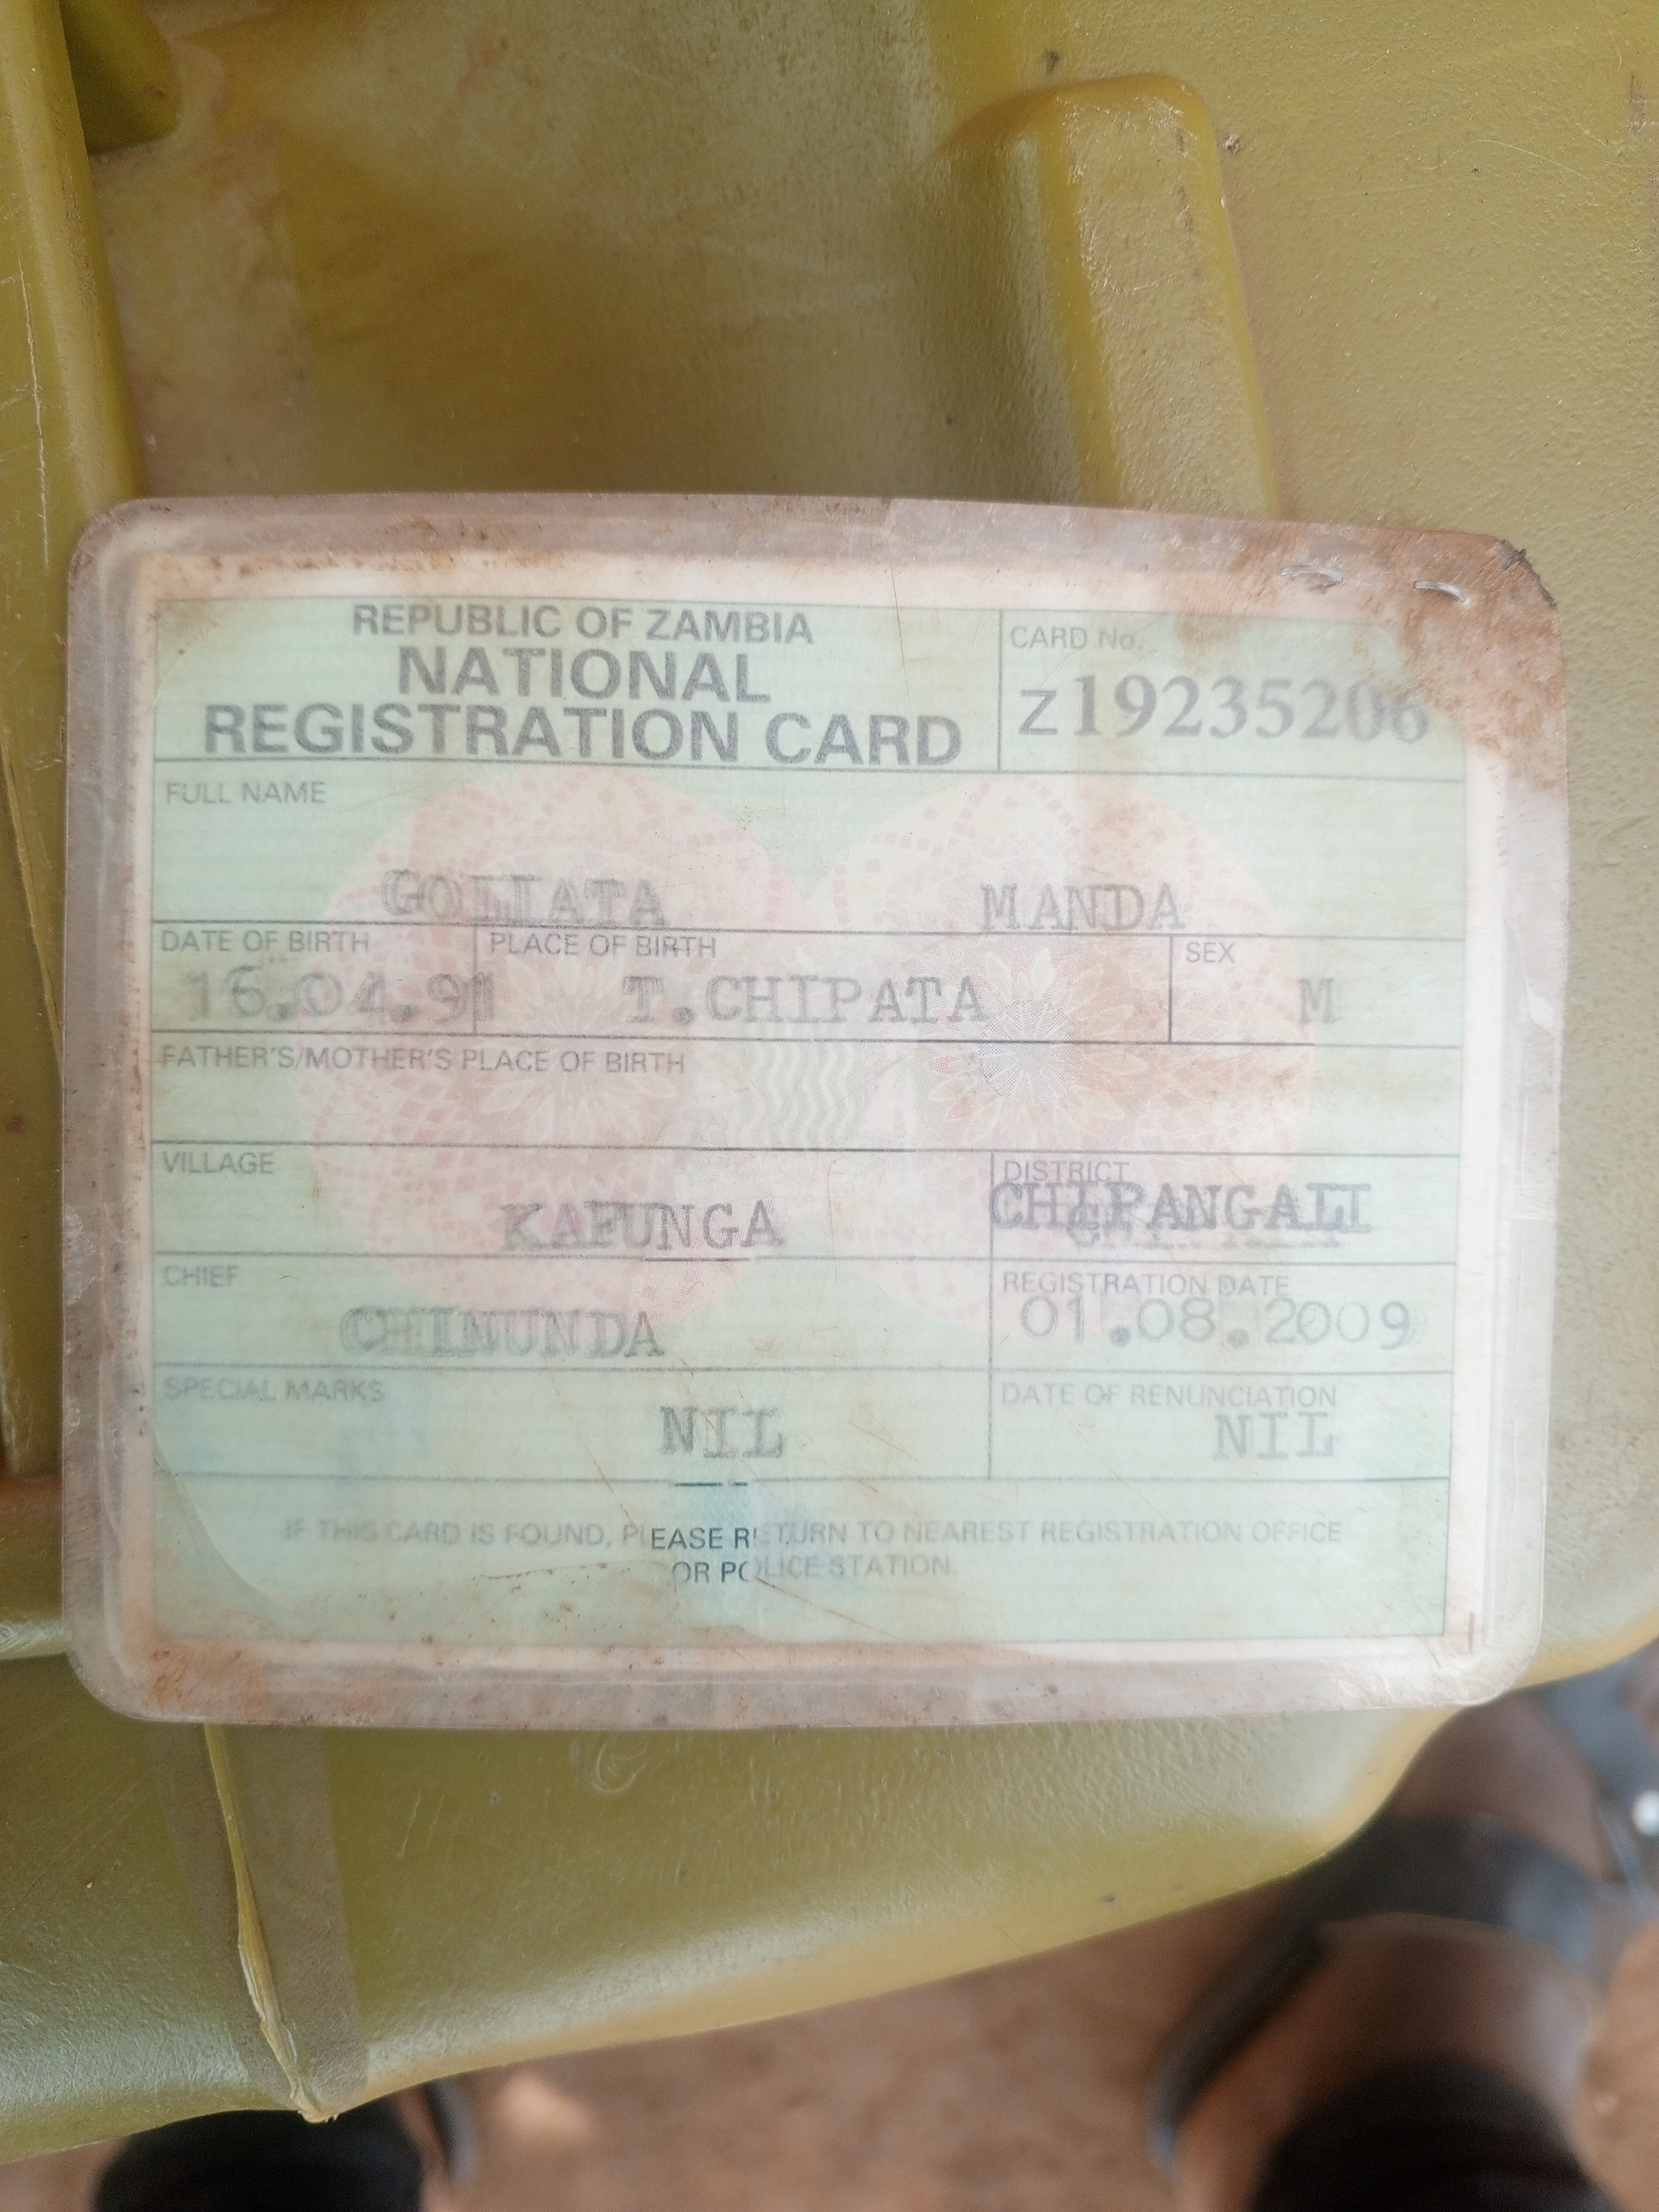 REPUBLIC OF ZAMBIA
NATIONAL
REGISTRATION CARD
CARD No.
Z19235206
FULL NAME
GOLIATA MANDA
DATE OF BIRTH
16.04.91
PLACE OF BIRTH
T.CHIPATA
SEX
M
FATHER'S/MOTHER'S PLACE OF BIRTH
VILLAGE
KAFUNGA
DISTRICT
CHIPANGALI
CHIEF
CHINUNDA
REGISTRATION DATE
01.08.2009
SPECIAL MARKS
NIL
DATE OF RENUNCIATION
NIL
IF THIS CARD IS FOUND, PLEASE RETURN TO NEAREST REGISTRATION OFFICE
OR POLICE STATION.